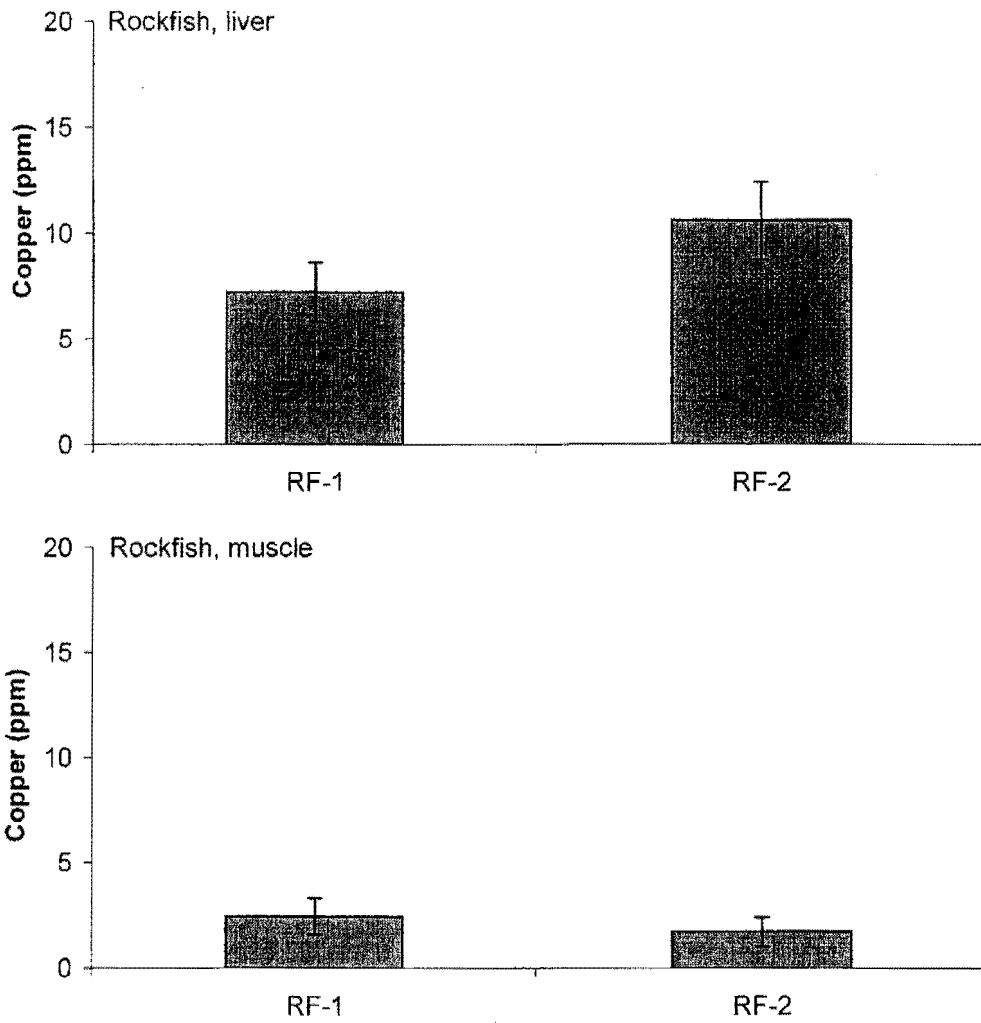 20
Rockfish, liver
15
10
5
0
Copper (ppm)
RF-1
RF-2
20
Rockfish, muscle
15
10
5
0
Copper (ppm)
RF-1
RF-2